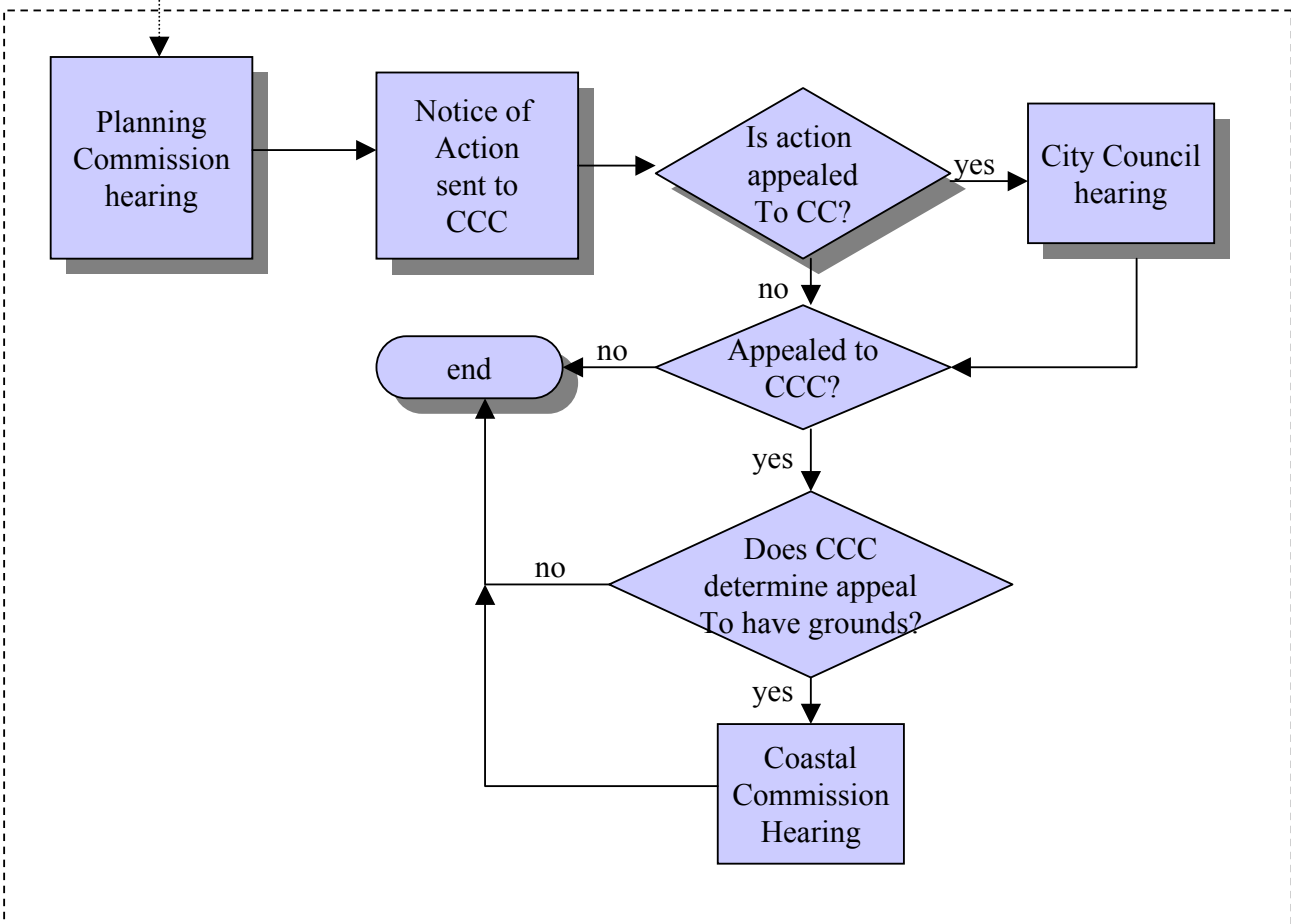 Planning
Commission
hearing
Notice of
Action
sent to
CCC
Is action
appealed
To CC?
yes
City Council
hearing
no
Appealed to
CCC?
no
end
yes
Does CCC
determine appeal
To have grounds?
no
yes
Coastal
Commission
Hearing